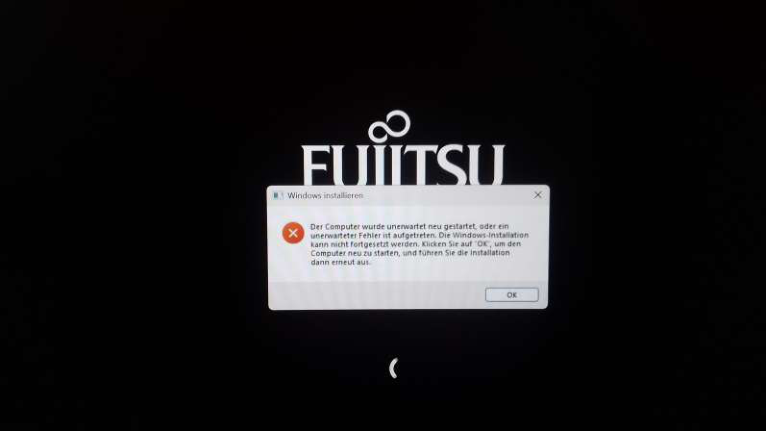 FUJITSU
Windows installieren
Der Computer wurde unerwartet neu gestartet, oder ein
unerwarteter Fehler ist aufgetreten. Die Windows-Installation
kann nicht fortgesetzt werden. Klicken Sie auf "OK", um den
Computer neu zu starten, und führen Sie die Installation
dann erneut aus.
OK